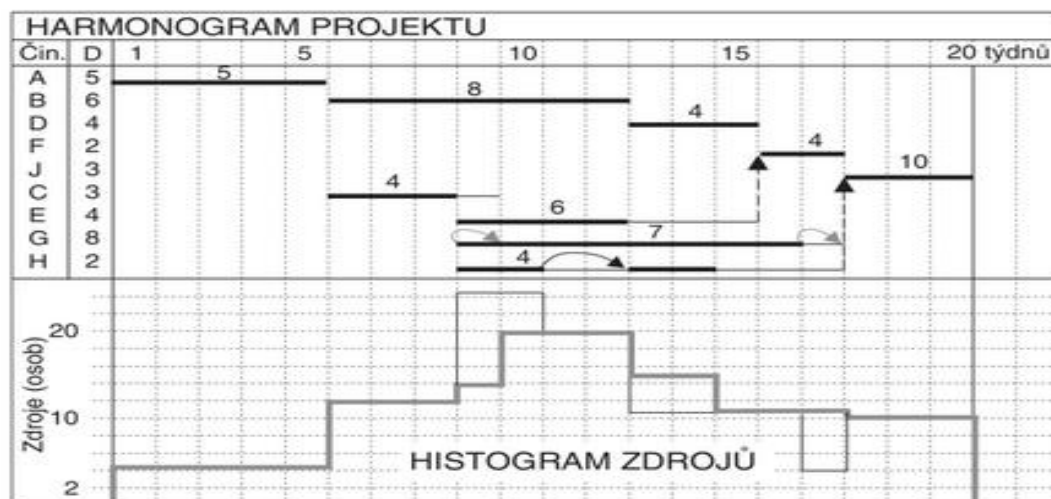 HARMONOGRAM PROJEKTU
Čin. D 1 5 10 15 20 týdnů
A 5 5
B 6 8
D 4 4
F 2 4
J 3 10
C 3 4
E 4 6
G 8 7
H 2 4
Zdroje (osob)
20
10
2
HISTOGRAM ZDROJŮ